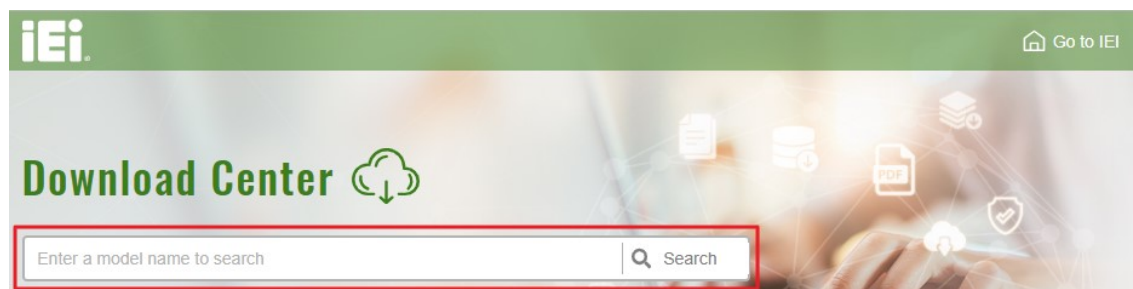 iEi
Go to IEI
Download Center
PDF
Enter a model name to search
Search